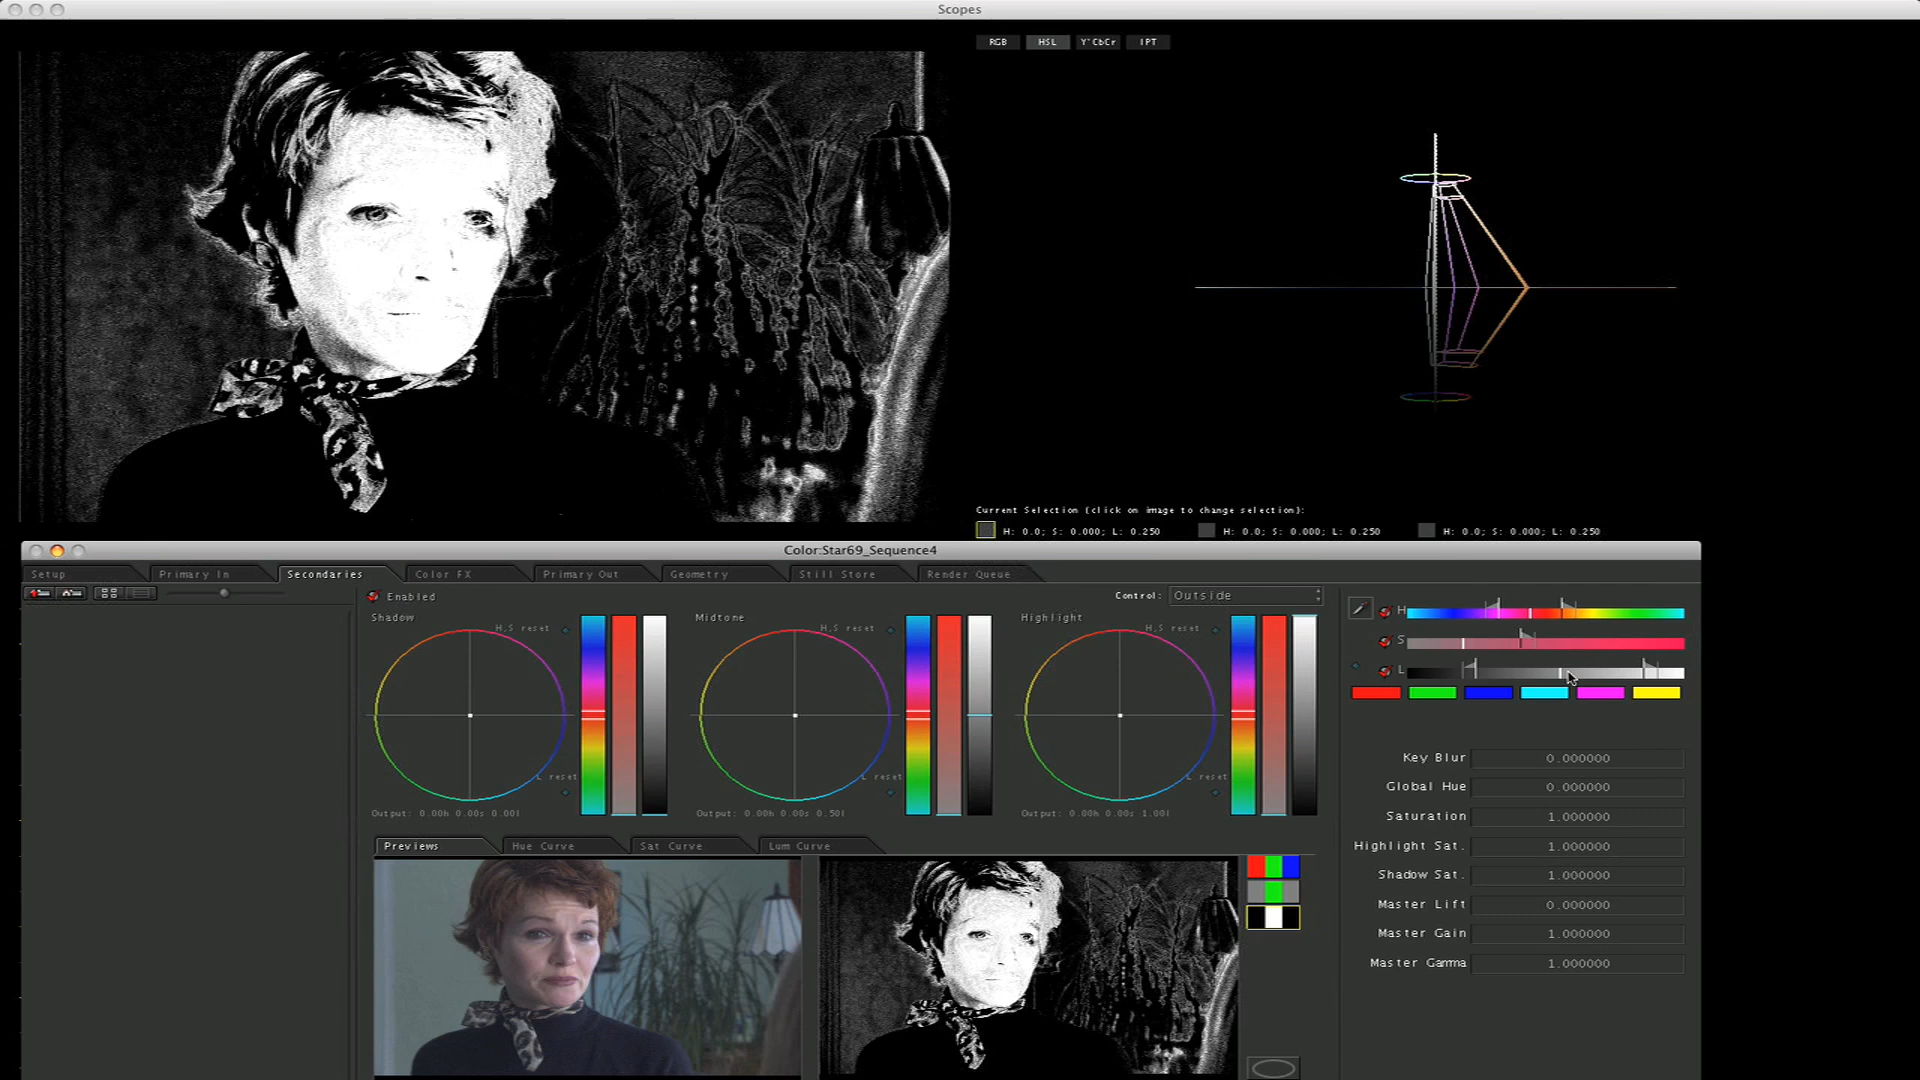 Scopes
RGB HSL Y'CbCr IPT
Current Selection (click on image to change selection):
H: 0.0; S: 0.000; L: 0.250 H: 0.0; S: 0.000; L: 0.250 H: 0.0; S: 0.000; L: 0.250
Color:Star69_Sequence4
Setup Primary In Secondaries Color FX Primary Out Geometry Still Store Render Queue
Enabled Control: Outside
Shadow H,S reset Midtone H,S reset Highlight H,S reset
H
S
L
L reset L reset L reset
Output: 0.00h 0.00s 0.00l Output: 0.00h 0.00s 0.50l Output: 0.00h 0.00s 1.00l
Previews Hue Curve Sat Curve Lum Curve
Key Blur 0.000000
Global Hue 0.000000
Saturation 1.000000
Highlight Sat. 1.000000
Shadow Sat. 1.000000
Master Lift 0.000000
Master Gain 1.000000
Master Gamma 1.000000